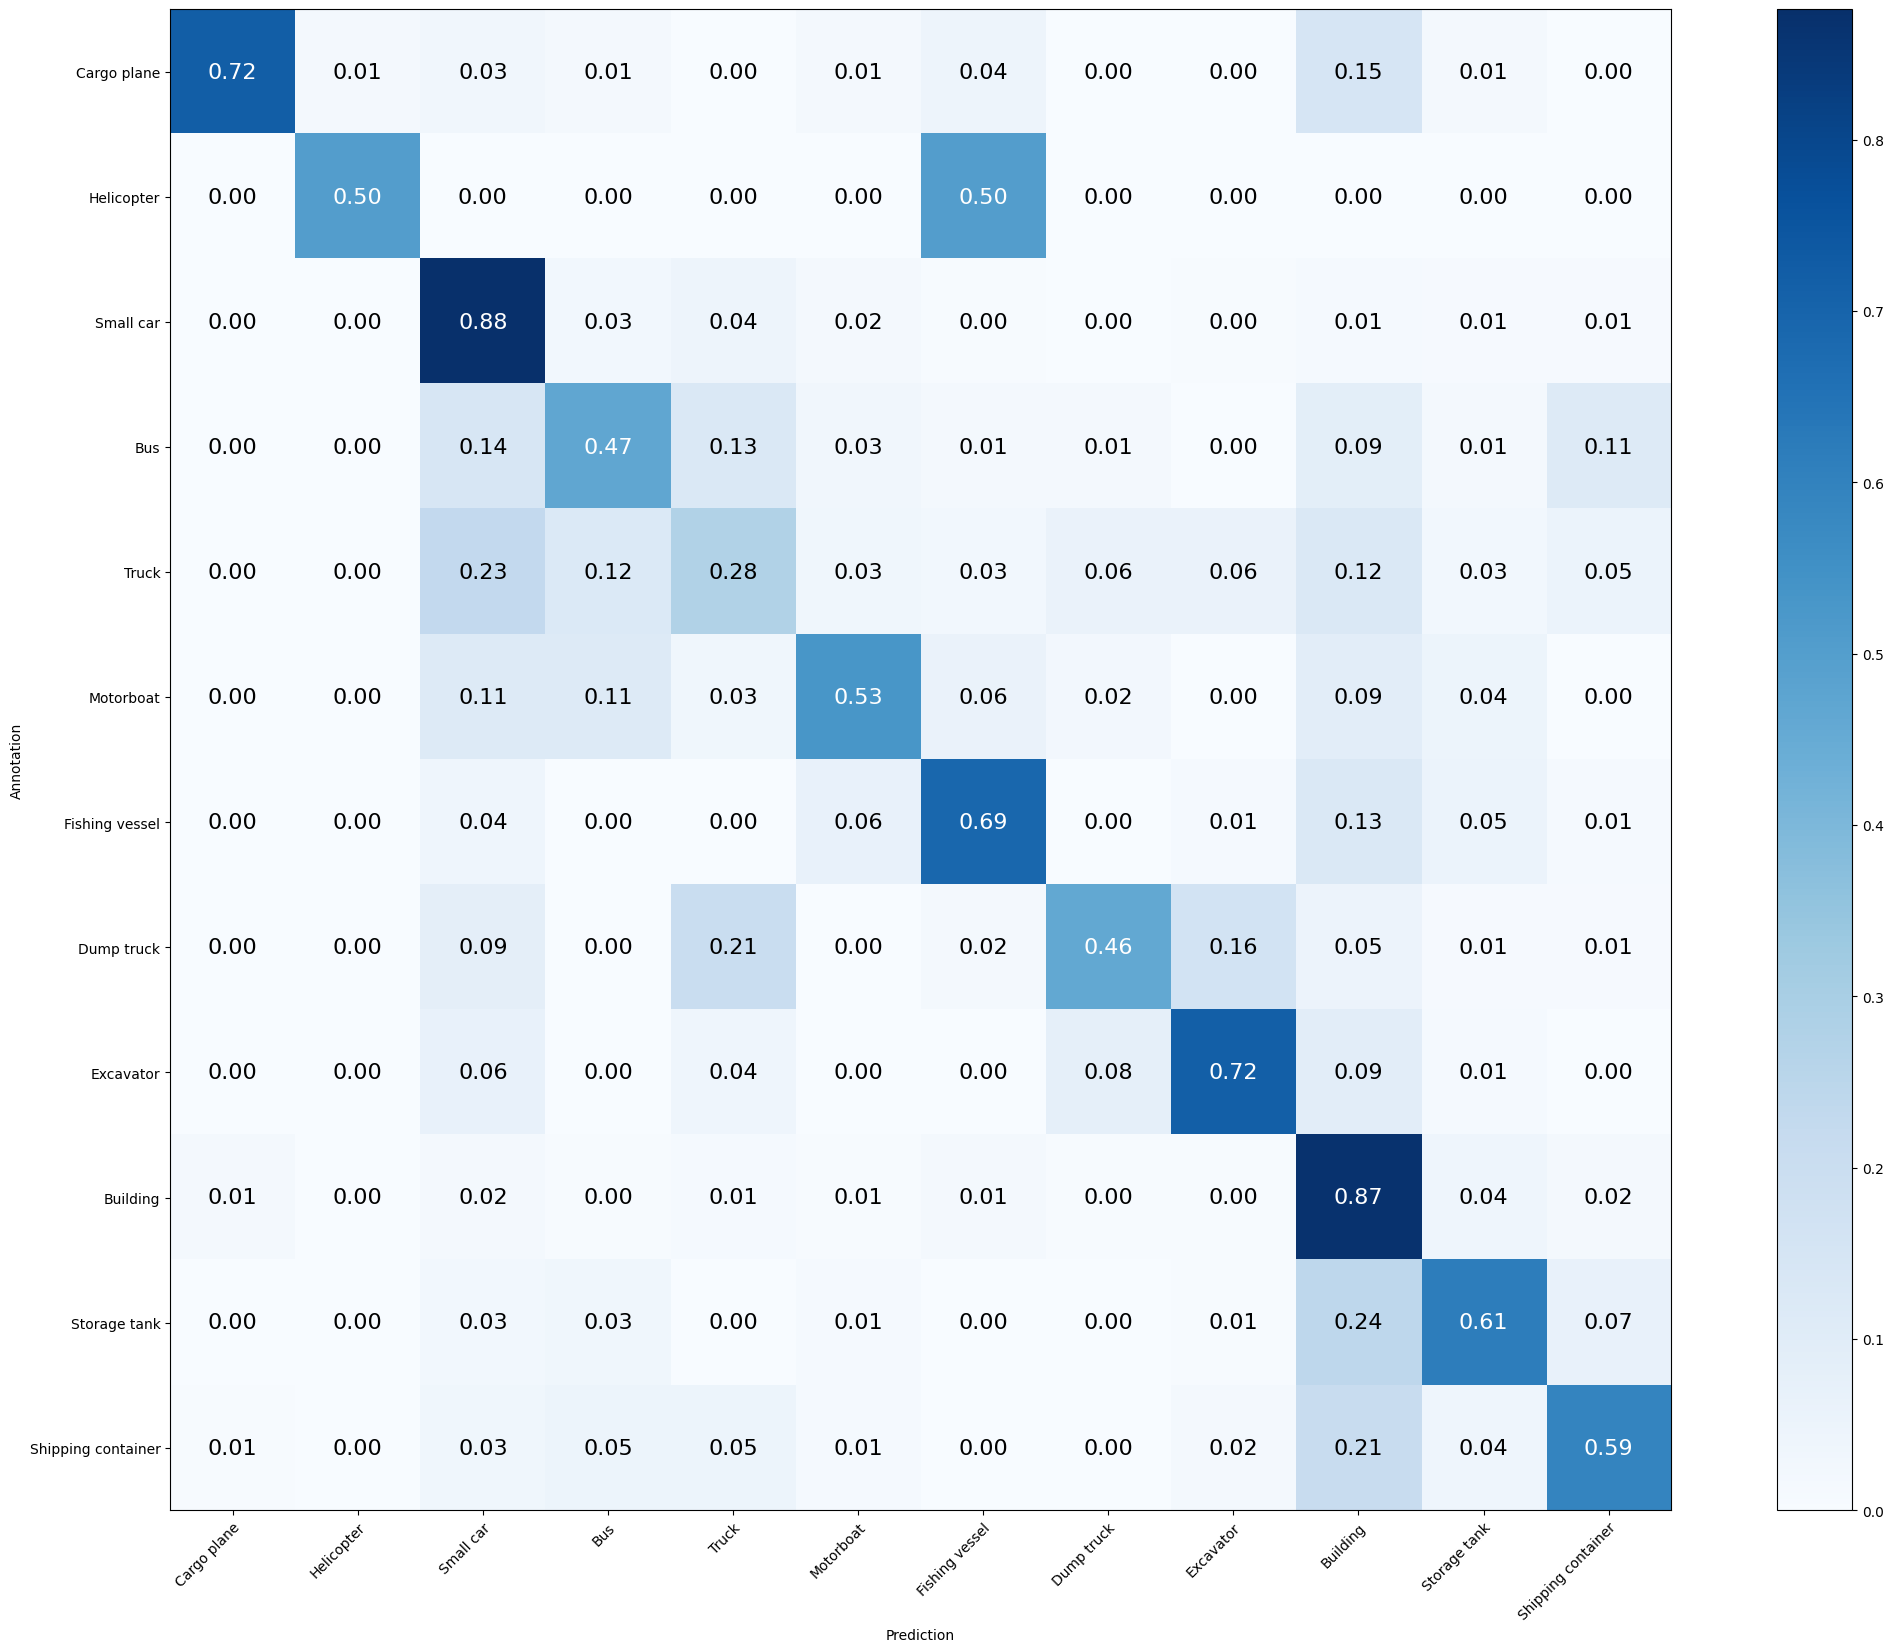 Cargo plane 0.72 0.01 0.03 0.01 0.00 0.01 0.04 0.00 0.00 0.15 0.01 0.00
Helicopter 0.00 0.50 0.00 0.00 0.00 0.00 0.50 0.00 0.00 0.00 0.00 0.00
Small car 0.00 0.00 0.88 0.03 0.04 0.02 0.00 0.00 0.00 0.01 0.01 0.01
Bus 0.00 0.00 0.14 0.47 0.13 0.03 0.01 0.01 0.00 0.09 0.01 0.11
Truck 0.00 0.00 0.23 0.12 0.28 0.03 0.03 0.06 0.06 0.12 0.03 0.05
Motorboat 0.00 0.00 0.11 0.11 0.03 0.53 0.06 0.02 0.00 0.09 0.04 0.00
Fishing vessel 0.00 0.00 0.04 0.00 0.00 0.06 0.69 0.00 0.01 0.13 0.05 0.01
Dump truck 0.00 0.00 0.09 0.00 0.21 0.00 0.02 0.46 0.16 0.05 0.01 0.01
Excavator 0.00 0.00 0.06 0.00 0.04 0.00 0.00 0.08 0.72 0.09 0.01 0.00
Building 0.01 0.00 0.02 0.00 0.01 0.01 0.01 0.00 0.00 0.87 0.04 0.02
Storage tank 0.00 0.00 0.03 0.03 0.00 0.01 0.00 0.00 0.01 0.24 0.61 0.07
Shipping container 0.01 0.00 0.03 0.05 0.05 0.01 0.00 0.00 0.02 0.21 0.04 0.59
Cargo plane Helicopter Small car Bus Truck Motorboat Fishing vessel Dump truck Excavator Building Storage tank Shipping container
Prediction
Annotation
0.8
0.7
0.6
0.5
0.4
0.3
0.2
0.1
0.0